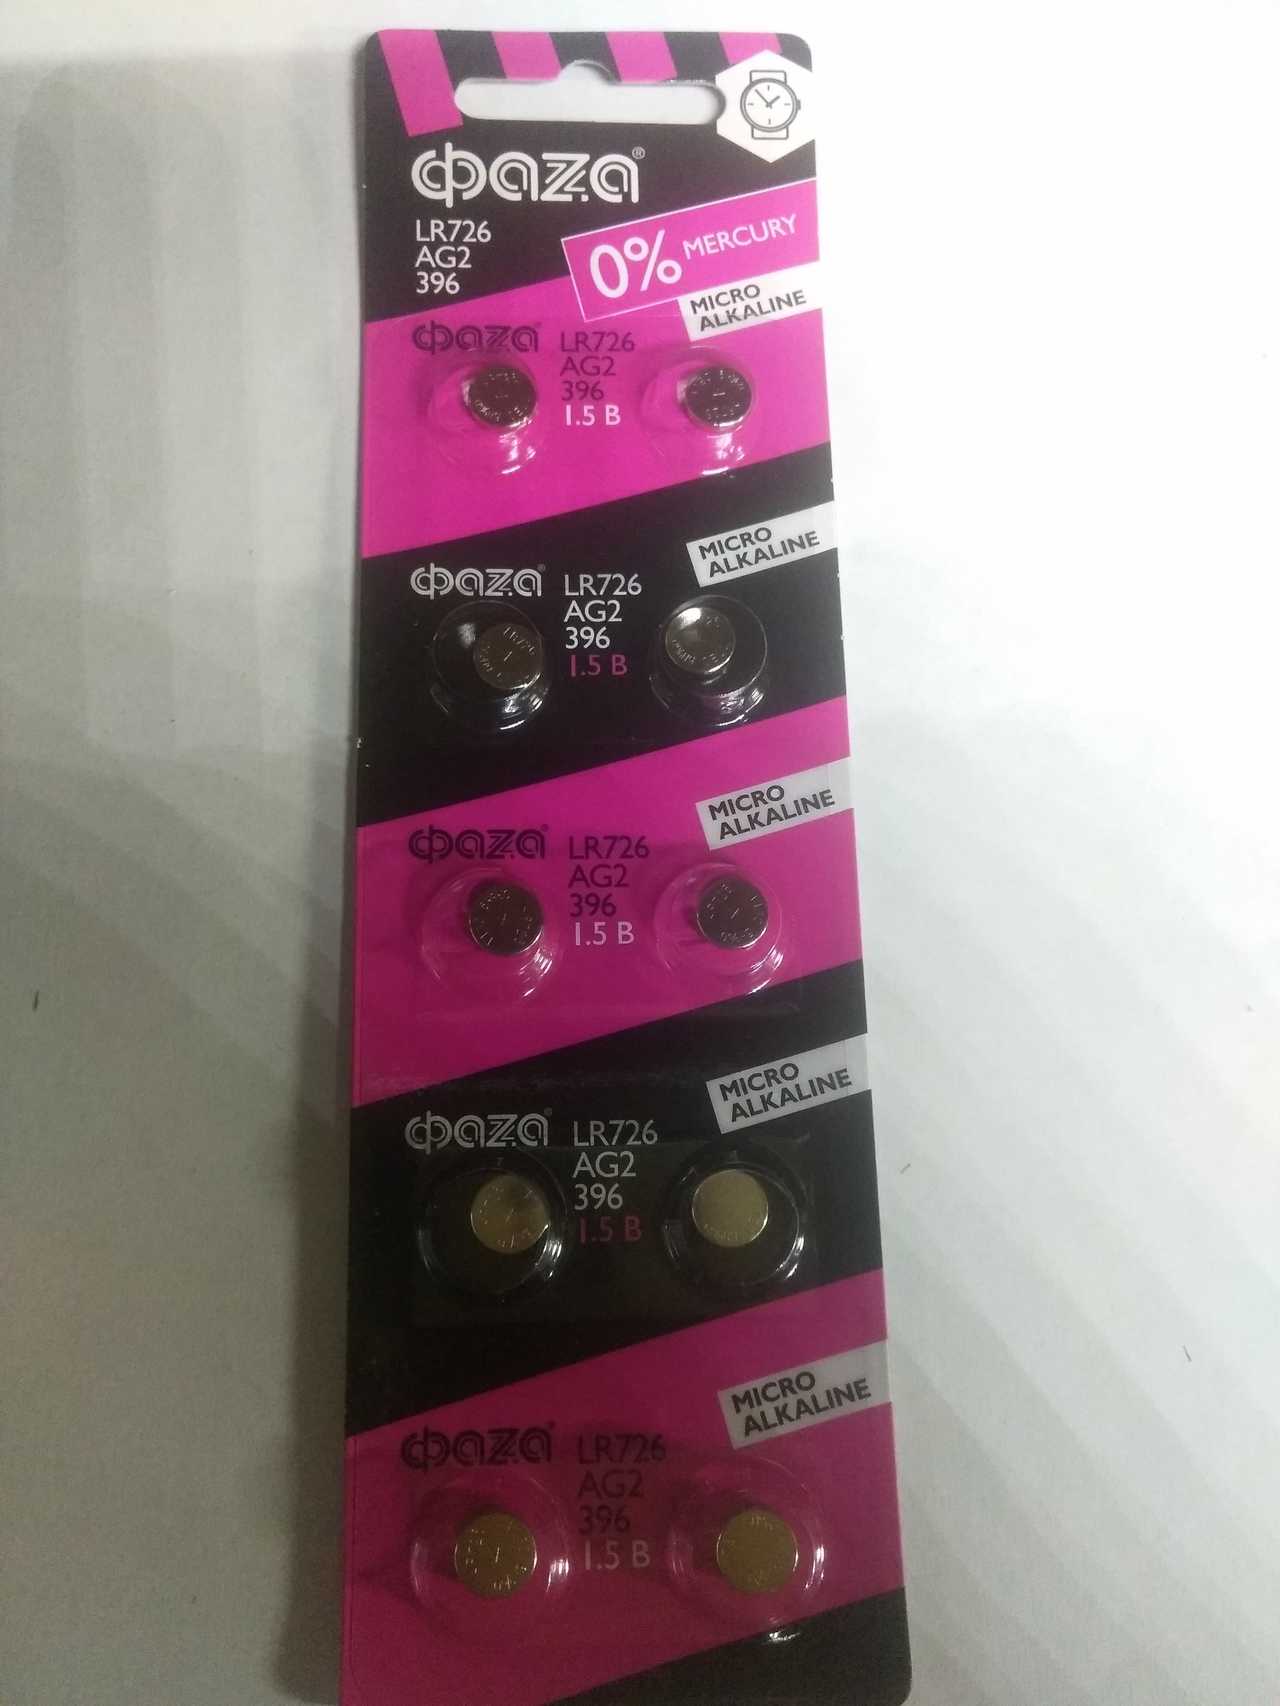 фаzа®
LR726
AG2
396
0% MERCURY
MICRO
ALKALINE
фаzа®
LR726
AG2
396
1.5 В
MICRO
ALKALINE
фаzа®
LR726
AG2
396
1.5 В
MICRO
ALKALINE
фаzа®
LR726
AG2
396
1.5 В
MICRO
ALKALINE
фаzа®
LR726
AG2
396
1.5 В
MICRO
ALKALINE
фаzа®
LR726
AG2
396
1.5 В